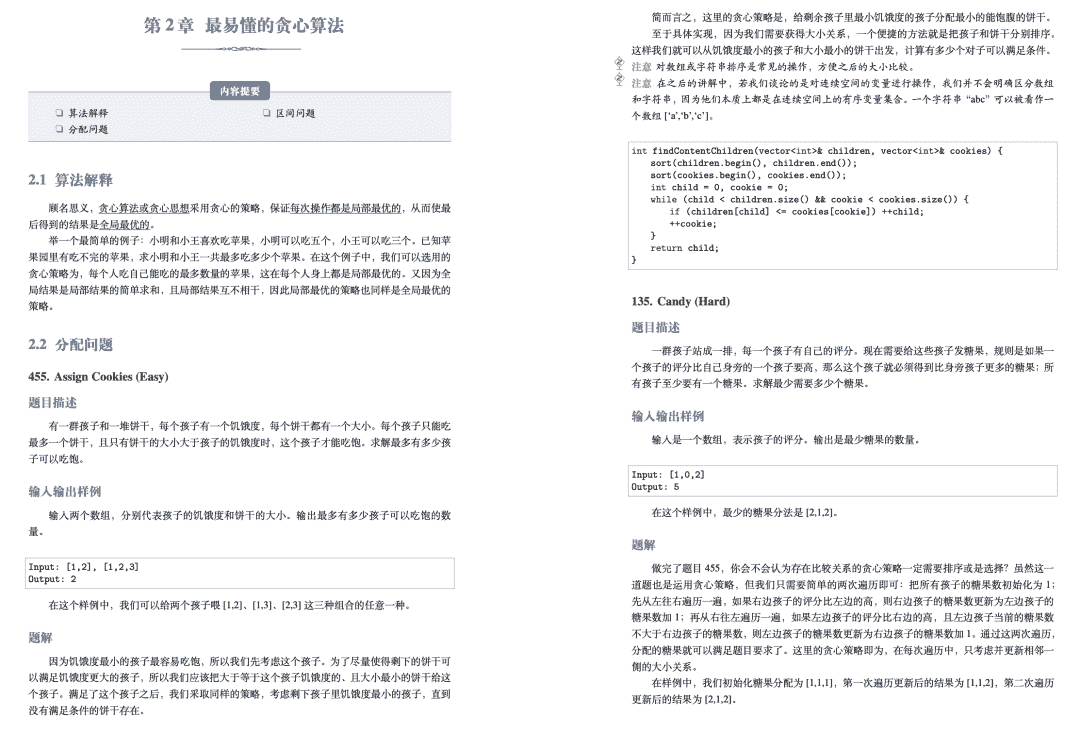 第 2 章 最易懂的贪心算法
内容提要
❑ 算法解释
❑ 区间问题
❑ 分配问题
2.1 算法解释
顾名思义，贪心算法或贪心思想采用贪心的策略，保证每次操作都是局部最优的，从而使最
后得到的结果是全局最优的。
举一个最简单的例子：小明和小王喜欢吃苹果，小明可以吃五个，小王可以吃三个。已知苹
果园里有吃不完的苹果，求小明和小王一共最多吃多少个苹果。在这个例子中，我们可以选用的
贪心策略为，每个人吃自己能吃的最多数量的苹果，这在每个人身上都是局部最优的。又因为全
局结果是局部结果的简单求和，且局部结果互不相干，因此局部最优的策略也同样是全局最优的
策略。
2.2 分配问题
455. Assign Cookies (Easy)
题目描述
有一群孩子和一堆饼干，每个孩子有一个饥饿度，每个饼干都有一个大小。每个孩子只能吃
最多一个饼干，且只有饼干的大小大于孩子的饥饿度时，这个孩子才能吃饱。求解最多有多少孩
子可以吃饱。
输入输出样例
输入两个数组，分别代表孩子的饥饿度和饼干的大小。输出最多有多少孩子可以吃饱的数
量。
Input: [1,2], [1,2,3]
Output: 2
在这个样例中，我们可以给两个孩子喂 [1,2]、[1,3]、[2,3] 这三种组合的任意一种。
题解
因为饥饿度最小的孩子最容易吃饱，所以我们先考虑这个孩子。为了尽量使得剩下的饼干可
以满足饥饿度更大的孩子，所以我们应该把大于等于这个孩子饥饿度的、且大小最小的饼干给这
个孩子。满足了这个孩子之后，我们采取同样的策略，考虑剩下孩子里饥饿度最小的孩子，直到
没有满足条件的饼干存在。
简而言之，这里的贪心策略是，给剩余孩子里最小饥饿度的孩子分配最小的能饱腹的饼干。
至于具体实现，因为我们需要获得大小关系，一个便捷的方法就是把孩子和饼干分别排序。
这样我们就可以从饥饿度最小的孩子和大小最小的饼干出发，计算有多少个对子可以满足条件。
注意 对数组或字符串排序是常见的操作，方便之后的大小比较。
注意 在之后的讲解中，若我们谈论的是对连续空间的变量进行操作，我们并不会明确区分数组
和字符串，因为他们本质上都是在连续空间上的有序变量集合。一个字符串 “abc” 可以被看作一
个数组 [‘a’,‘b’,‘c’]。
int findContentChildren(vector<int>& children, vector<int>& cookies) {
sort(children.begin(), children.end());
sort(cookies.begin(), cookies.end());
int child = 0, cookie = 0;
while (child < children.size() && cookie < cookies.size()) {
if (children[child] <= cookies[cookie]) ++child;
++cookie;
}
return child;
}
135. Candy (Hard)
题目描述
一群孩子站成一排，每一个孩子有自己的评分。现在需要给这些孩子发糖果，规则是如果一
个孩子的评分比自己身旁的一个孩子要高，那么这个孩子就必须得到比身旁孩子更多的糖果；所
有孩子至少要有一个糖果。求解最少需要多少个糖果。
输入输出样例
输入是一个数组，表示孩子的评分。输出是最少糖果的数量。
Input: [1,0,2]
Output: 5
在这个样例中，最少的糖果分法是 [2,1,2]。
题解
做完了题目 455，你会不会认为存在比较关系的贪心策略一定需要排序或是选择？虽然这一
道题也是运用贪心策略，但我们只需要简单的两次遍历即可：把所有孩子的糖果数初始化为 1；
先从左往右遍历一遍，如果右边孩子的评分比左边的高，则右边孩子的糖果数更新为左边孩子的
糖果数加 1；再从右往左遍历一遍，如果左边孩子的评分比右边的高，且左边孩子当前的糖果数
不大于右边孩子的糖果数，则左边孩子的糖果数更新为右边孩子的糖果数加 1。通过这两次遍历，
分配的糖果就可以满足题目要求了。这里的贪心策略即为，在每次遍历中，只考虑并更新相邻一
侧的大小关系。
在样例中，我们初始化糖果分配为 [1,1,1]，第一次遍历更新后的结果为 [1,1,2]，第二次遍历
更新后的结果为 [2,1,2]。